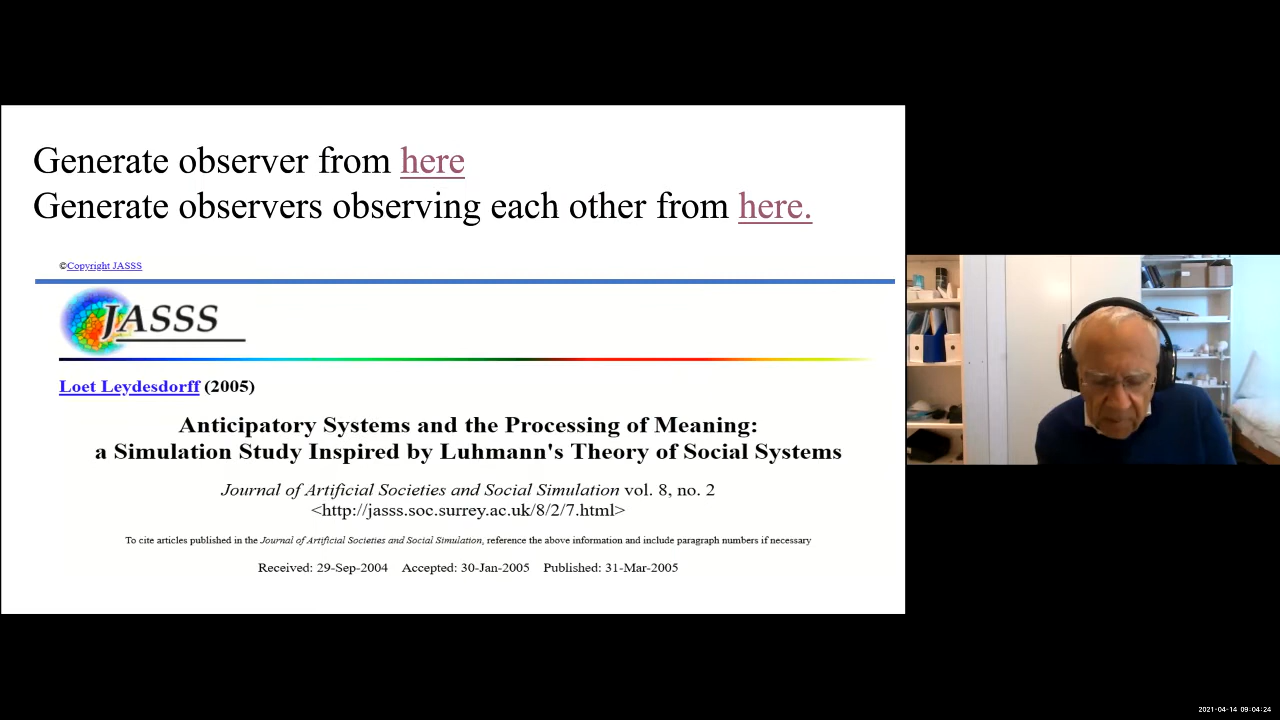 Generate observer from here
Generate observers observing each other from here.
©Copyright JASSS
JASSS
Loet Leydesdorff (2005)
Anticipatory Systems and the Processing of Meaning:
a Simulation Study Inspired by Luhmann's Theory of Social Systems
Journal of Artificial Societies and Social Simulation vol. 8, no. 2
<http://jasss.soc.surrey.ac.uk/8/2/7.html>
To cite articles published in the Journal of Artificial Societies and Social Simulation, reference the above information and include paragraph numbers if necessary
Received: 29-Sep-2004 Accepted: 30-Jan-2005 Published: 31-Mar-2005
2021-04-14 09:04:24